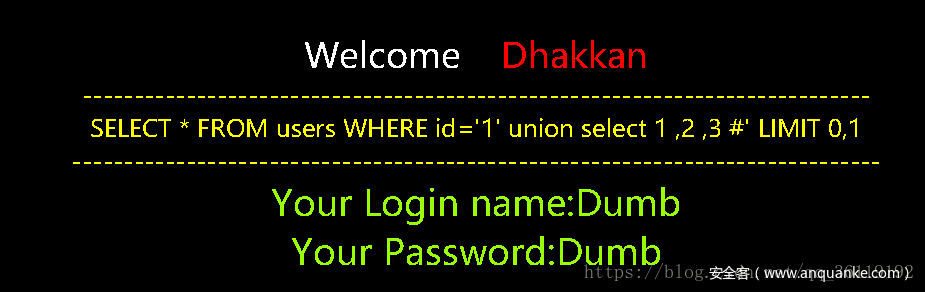 Welcome Dhakkan
--------------------------------------------------------------------------
SELECT * FROM users WHERE id='1' union select 1 ,2 ,3 #' LIMIT 0,1
--------------------------------------------------------------------------
Your Login name:Dumb
Your Password:Dumb
https://blog. 安全客（www.anquanke.com）